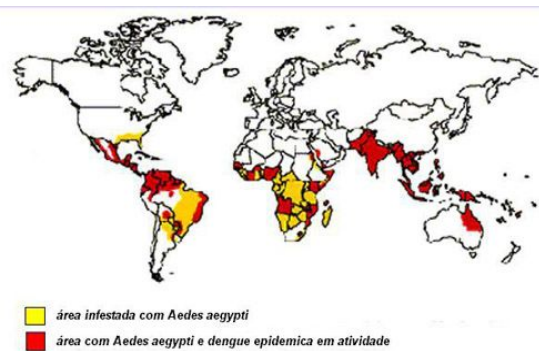 área infestada com Aedes aegypti
área com Aedes aegypti e dengue epidemica em atividade